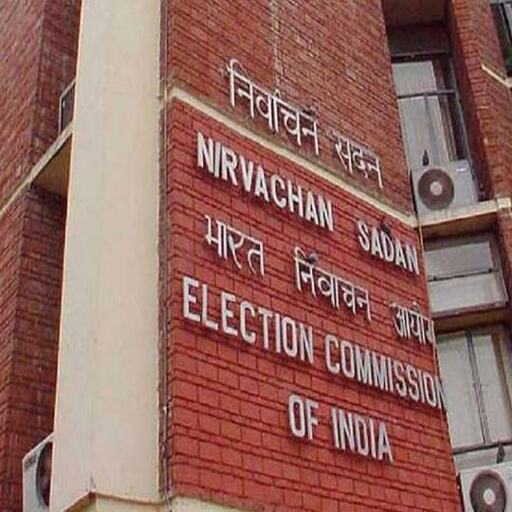 निर्वाचन सदन
NIRVACHAN SADAN
भारत निर्वाचन आयोग
ELECTION COMMISSION
OF INDIA